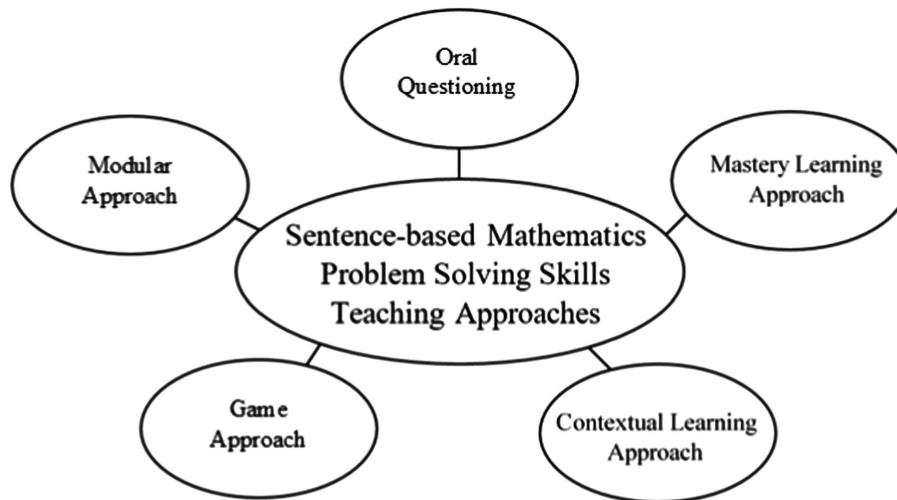 Oral
Questioning
Modular
Approach
Mastery Learning
Approach
Sentence-based Mathematics
Problem Solving Skills
Teaching Approaches
Game
Approach
Contextual Learning
Approach